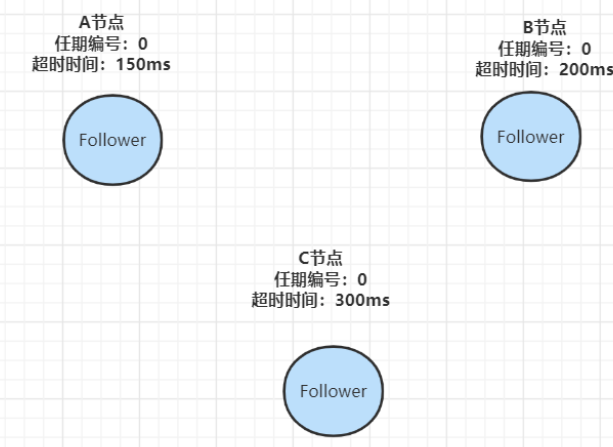 A节点
任期编号：0
超时时间：150ms
Follower
B节点
任期编号：0
超时时间：200ms
Follower
C节点
任期编号：0
超时时间：300ms
Follower